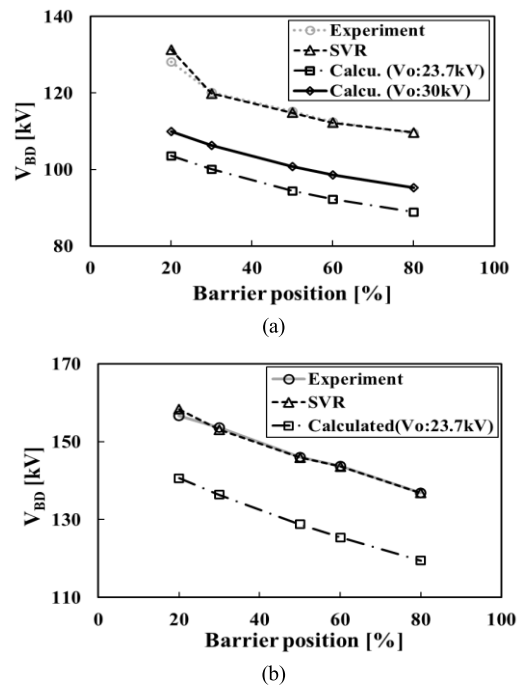 140
120
100
80
V_BD [kV]
Experiment
SVR
Calcu. (Vo:23.7kV)
Calcu. (Vo:30kV)
0 20 40 60 80 100
Barrier position [%]
(a)
170
150
130
110
V_BD [kV]
Experiment
SVR
Calculated(Vo:23.7kV)
0 20 40 60 80 100
Barrier position [%]
(b)